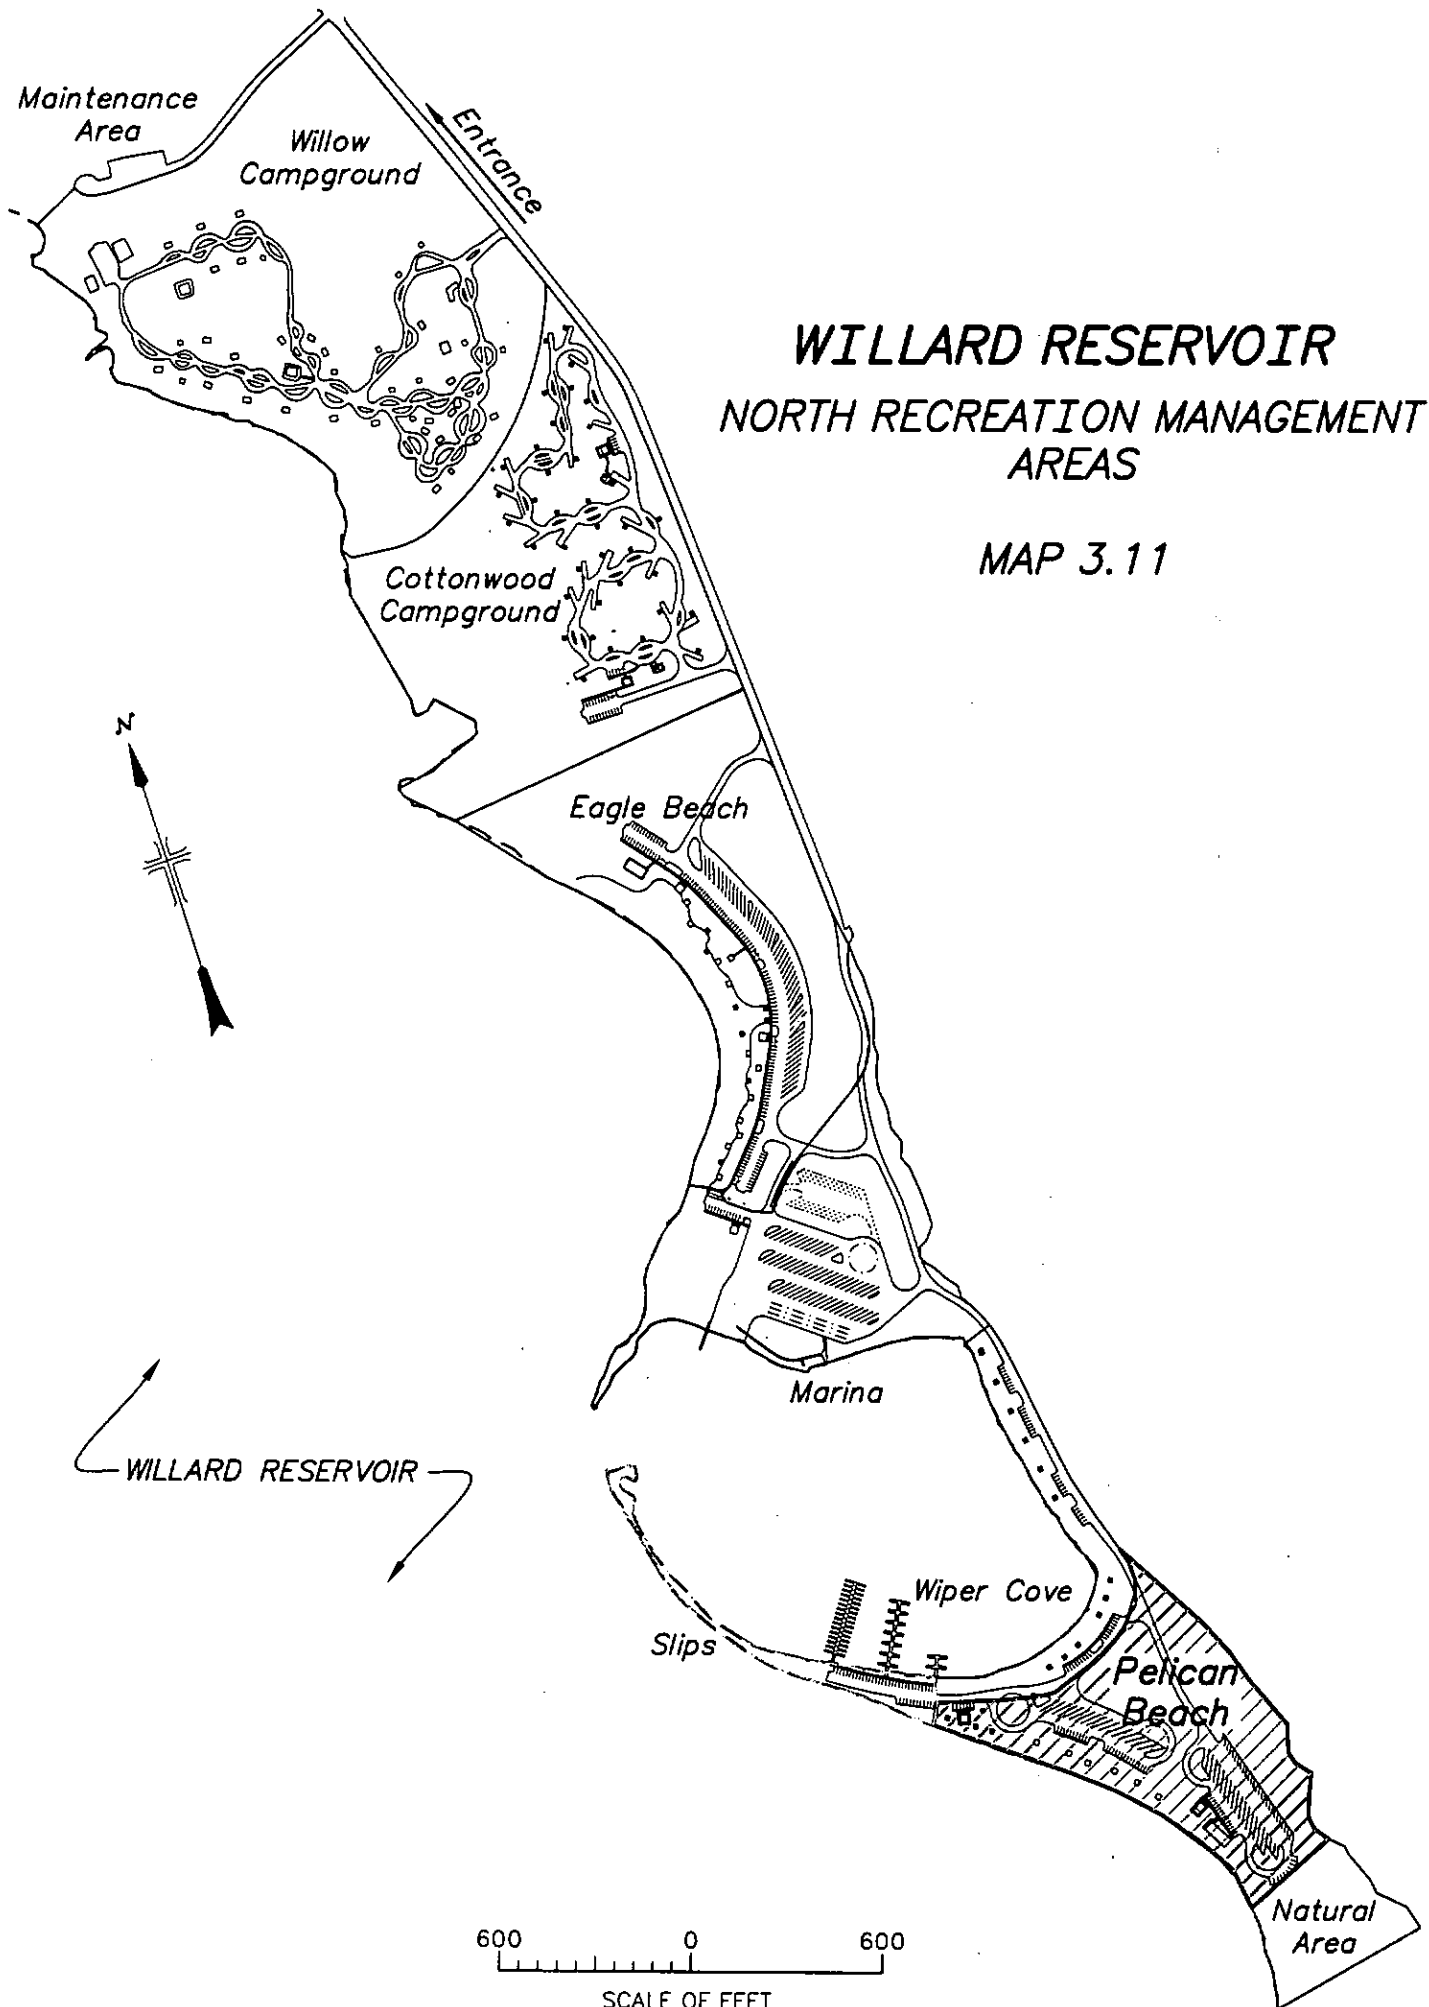 Maintenance
Area
Willow
Campground
Entrance
WILLARD RESERVOIR
NORTH RECREATION MANAGEMENT
AREAS
MAP 3.11
Cottonwood
Campground
N
Eagle Beach
Marina
WILLARD RESERVOIR
Wiper Cove
Slips
Pelican
Beach
Natural
Area
600 0 600
SCALE OF FEET